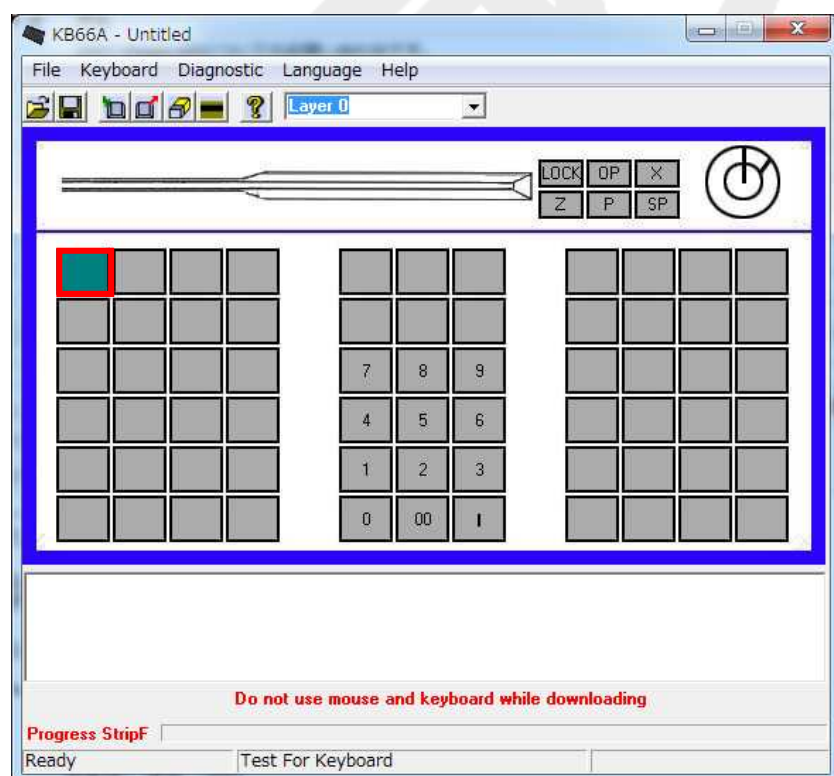 KB66A - Untitled
File Keyboard Diagnostic Language Help
Layer 0
LOCK OP X
Z P SP
7 8 9
4 5 6
1 2 3
0 00 I
Do not use mouse and keyboard while downloading
Progress StripF
Ready Test For Keyboard